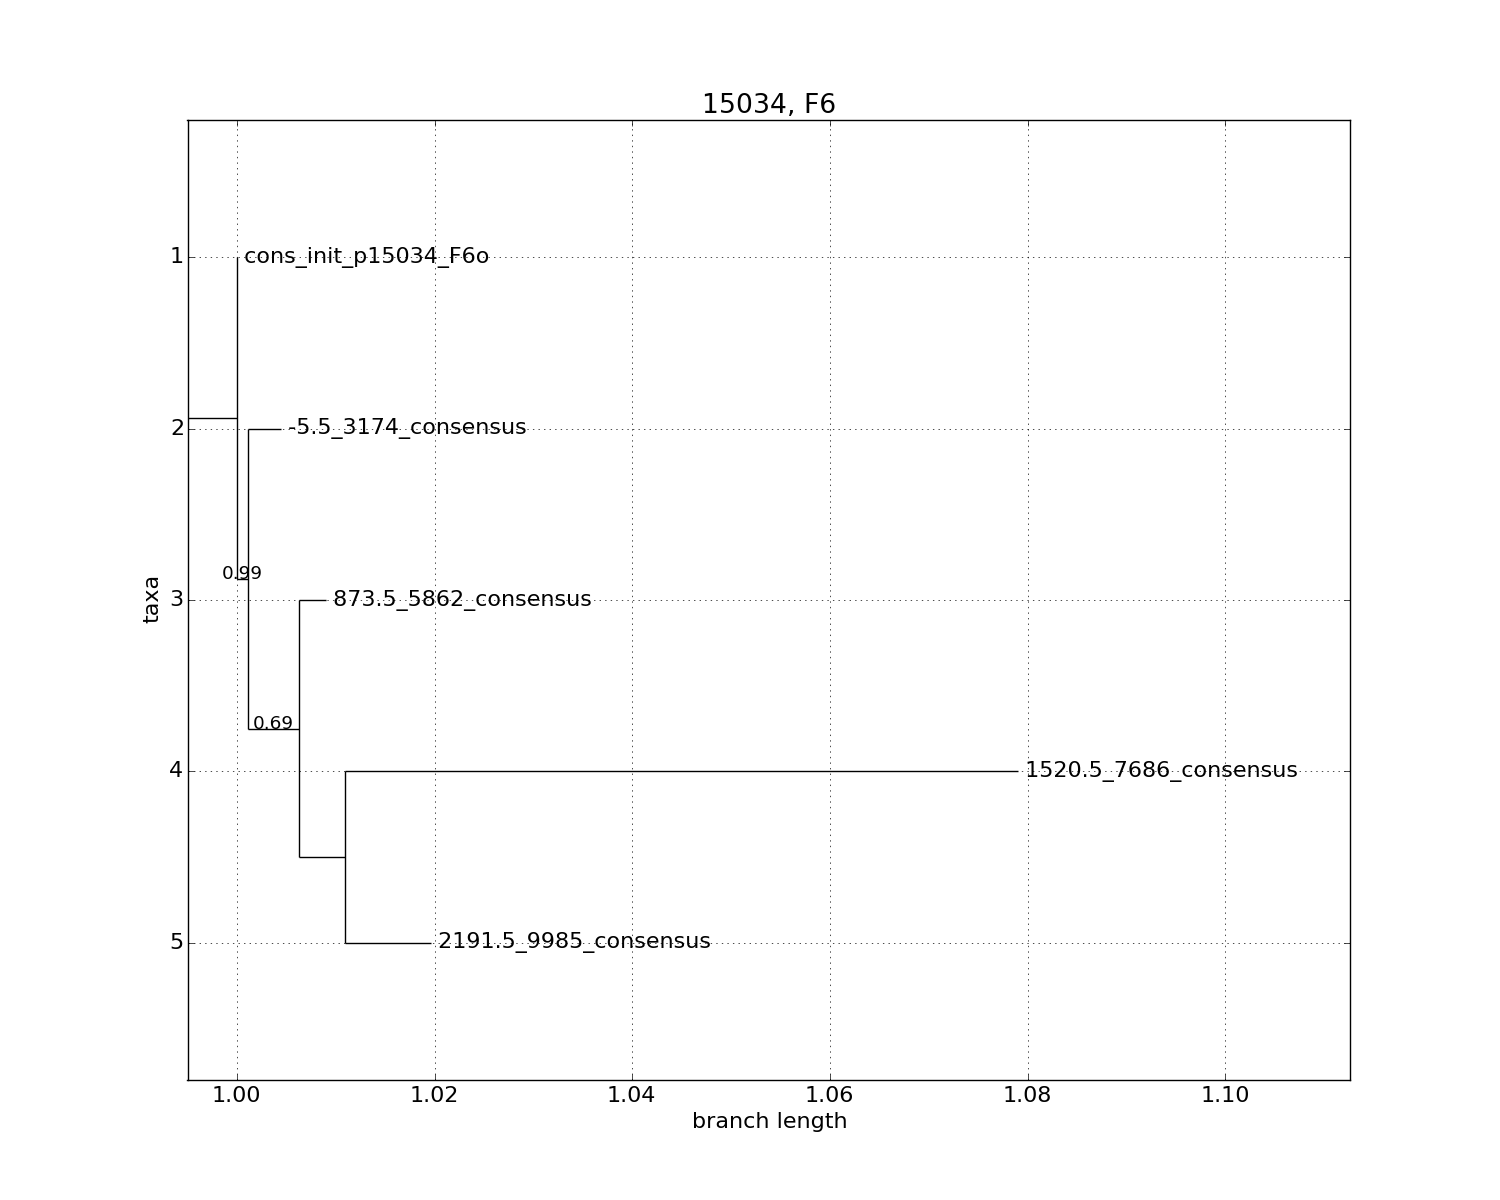 15034, F6
1
cons_init_p15034_F6o
2
-5.5_3174_consensus
0.99
taxa
3
873.5_5862_consensus
0.69
4
1520.5_7686_consensus
5
2191.5_9985_consensus
1.00 1.02 1.04 1.06 1.08 1.10
branch length